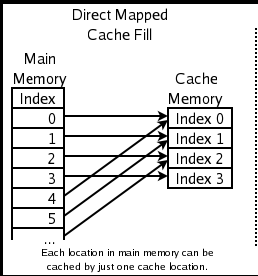 Direct Mapped
Cache Fill
Main
Memory
Index
0
1
2
3
4
5
...
Cache
Memory
Index 0
Index 1
Index 2
Index 3
Each location in main memory can be
cached by just one cache location.